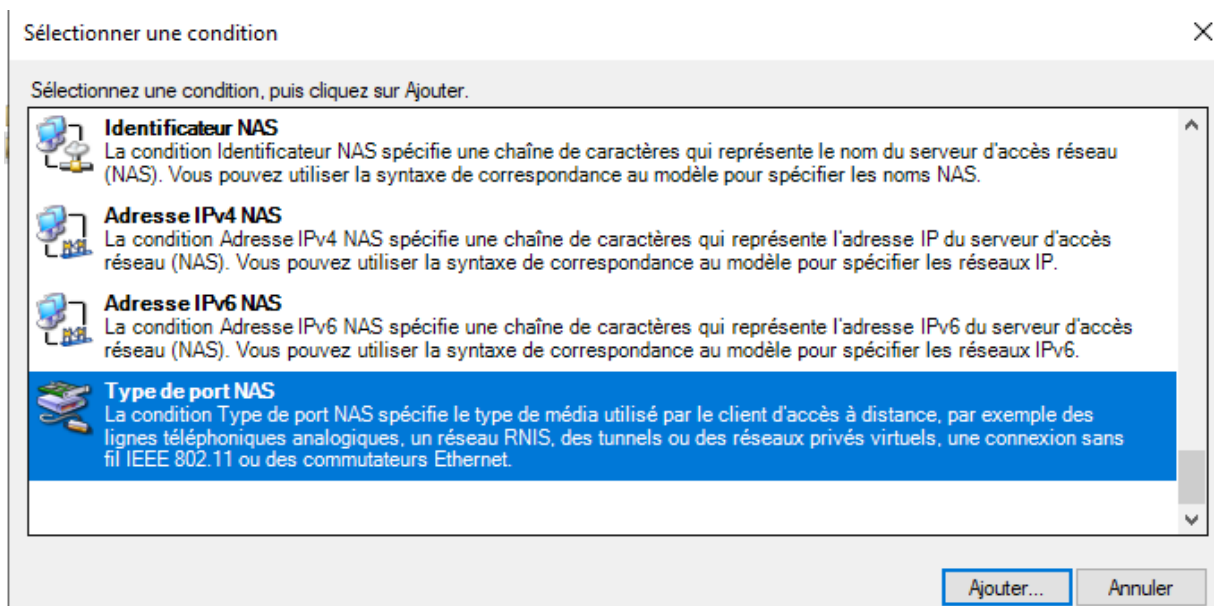 Sélectionner une condition
Sélectionnez une condition, puis cliquez sur Ajouter.
Identificateur NAS
La condition Identificateur NAS spécifie une chaîne de caractères qui représente le nom du serveur d'accès réseau
(NAS). Vous pouvez utiliser la syntaxe de correspondance au modèle pour spécifier les noms NAS.
Adresse IPv4 NAS
La condition Adresse IPv4 NAS spécifie une chaîne de caractères qui représente l'adresse IP du serveur d'accès
réseau (NAS). Vous pouvez utiliser la syntaxe de correspondance au modèle pour spécifier les réseaux IP.
Adresse IPv6 NAS
La condition Adresse IPv6 NAS spécifie une chaîne de caractères qui représente l'adresse IPv6 du serveur d'accès
réseau (NAS). Vous pouvez utiliser la syntaxe de correspondance au modèle pour spécifier les réseaux IPv6.
Type de port NAS
La condition Type de port NAS spécifie le type de média utilisé par le client d'accès à distance, par exemple des
lignes téléphoniques analogiques, un réseau RNIS, des tunnels ou des réseaux privés virtuels, une connexion sans
fil IEEE 802.11 ou des commutateurs Ethernet.
Ajouter... Annuler